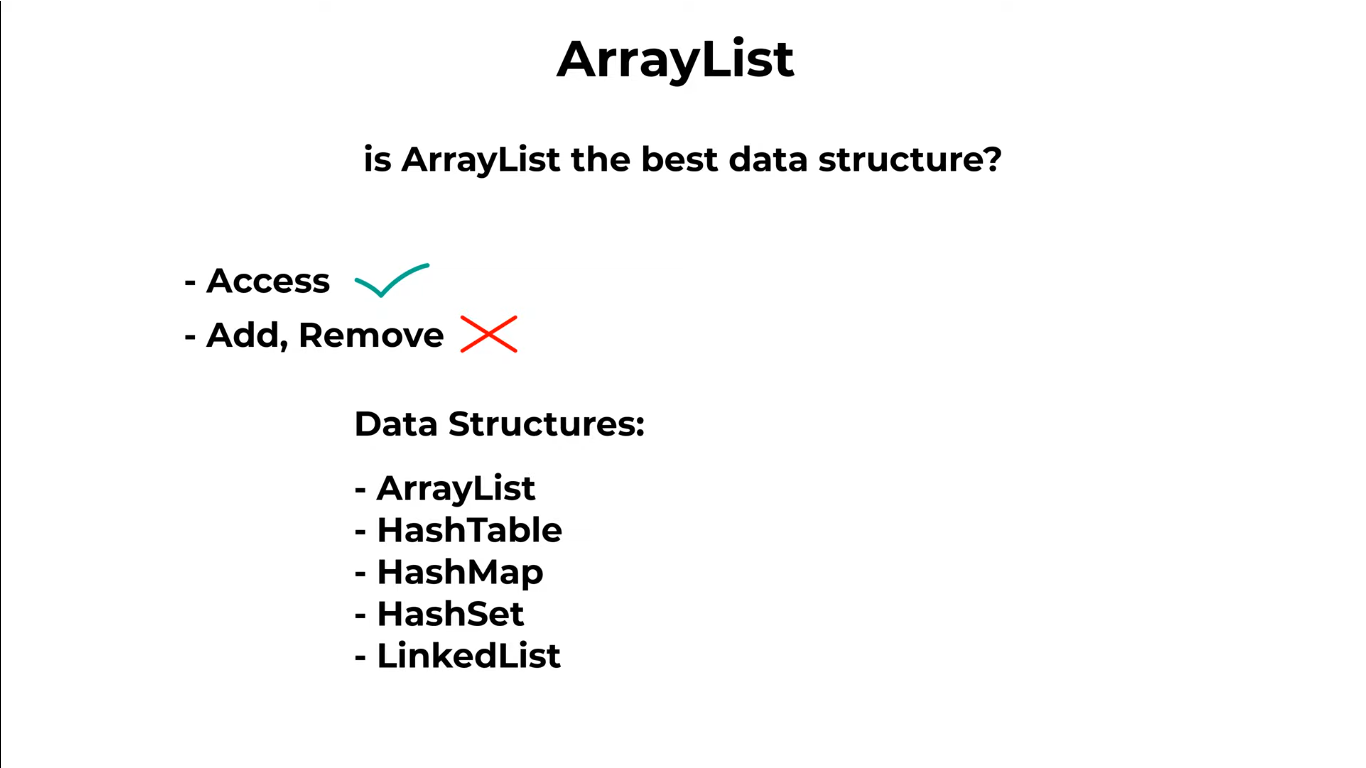 ArrayList
is ArrayList the best data structure?
- Access
- Add, Remove
Data Structures:
- ArrayList
- HashTable
- HashMap
- HashSet
- LinkedList